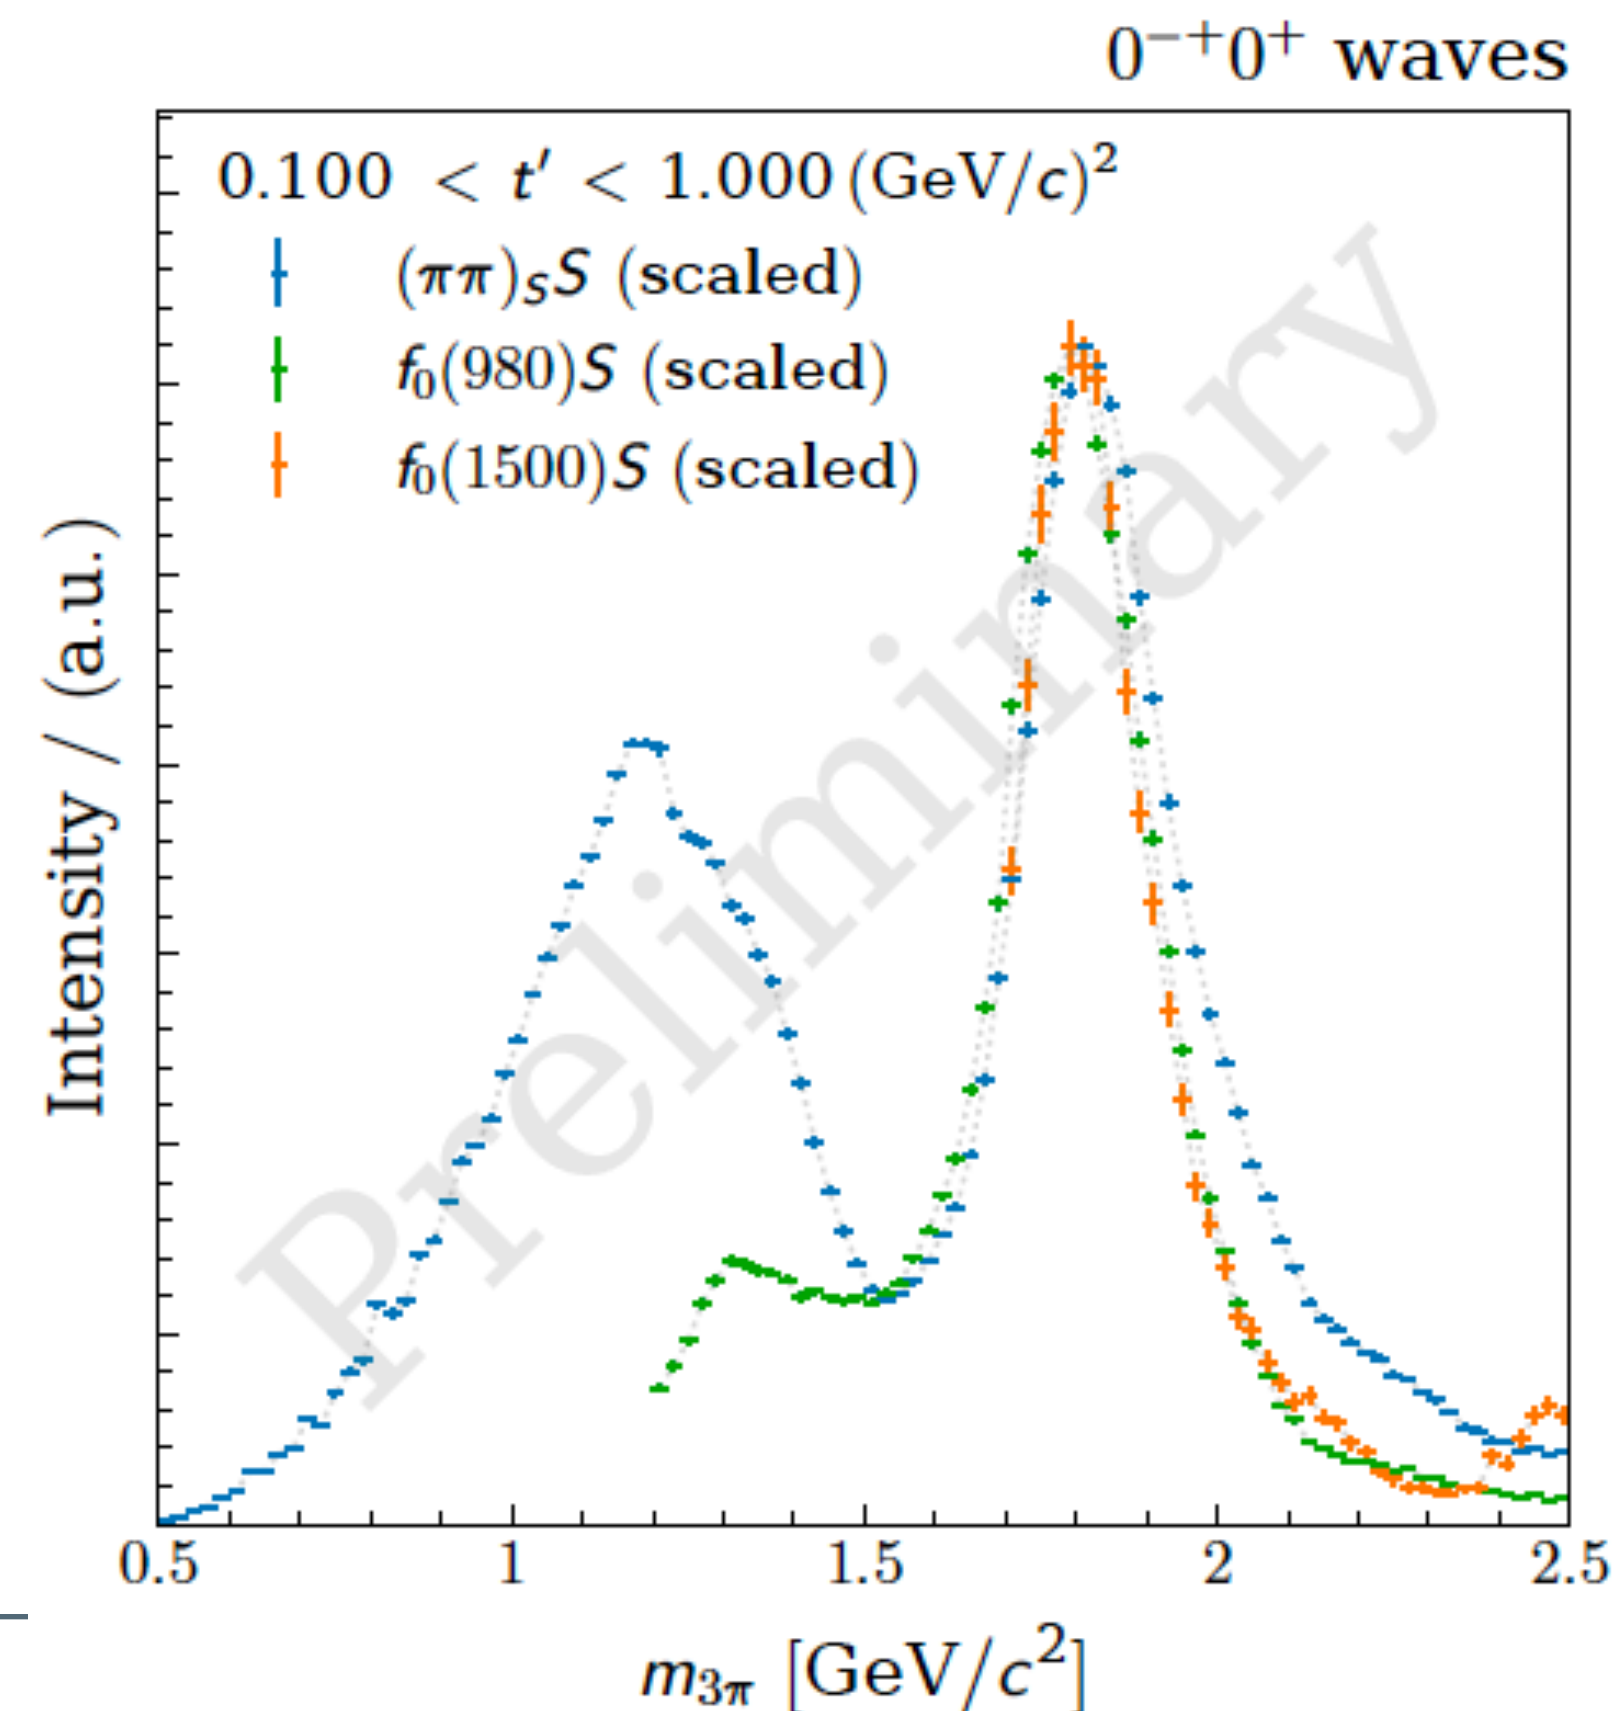 0⁻⁺0⁺ waves
0.100 < t′ < 1.000 (GeV/c)²
(ππ)_S S (scaled)
f₀(980)S (scaled)
f₀(1500)S (scaled)
Preliminary
Intensity / (a.u.)
0.5 1 1.5 2 2.5
m₃π [GeV/c²]